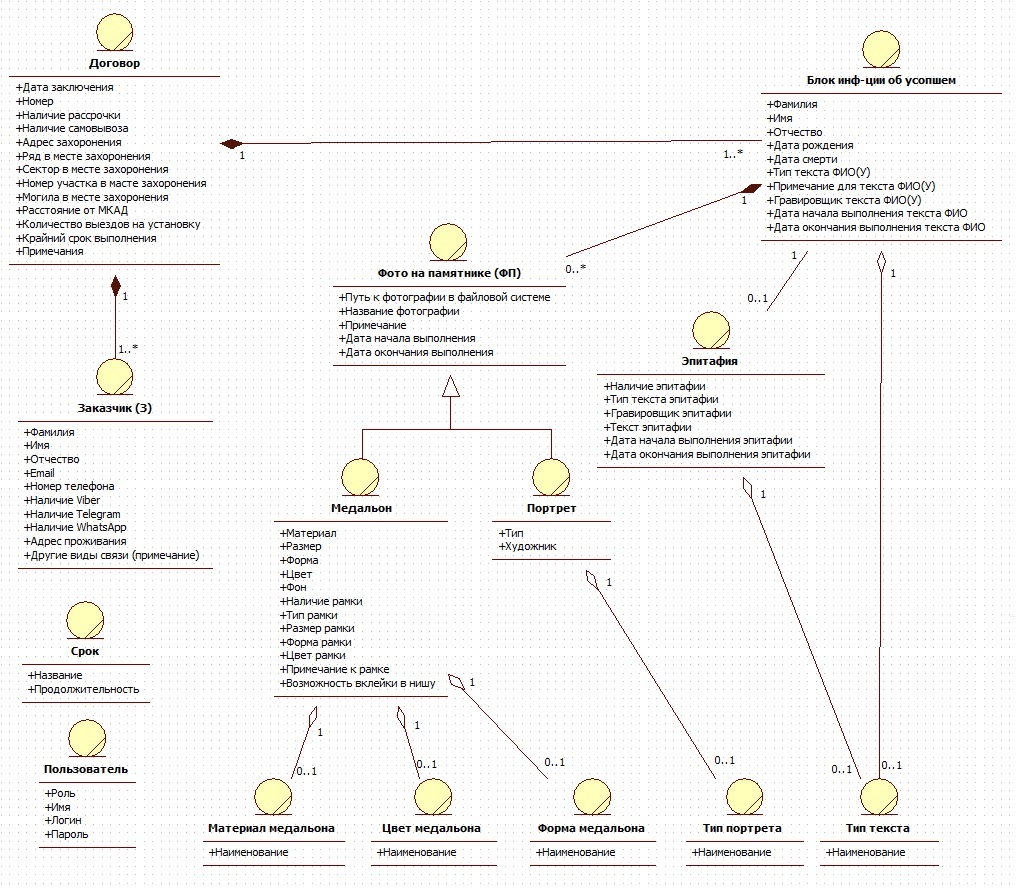 Договор
+Дата заключения
+Номер
+Наличие рассрочки
+Наличие самовывоза
+Адрес захоронения
+Ряд в месте захоронения
+Сектор в месте захоронения
+Номер участка в масте захоронения
+Могила в месте захоронения
+Расстояние от МКАД
+Количество выездов на установку
+Крайний срок выполнения
+Примечания
1
1..*
1
1..*
Блок инф-ции об усопшем
+Фамилия
+Имя
+Отчество
+Дата рождения
+Дата смерти
+Тип текста ФИО(У)
+Примечание для текста ФИО(У)
+Гравировщик текста ФИО(У)
+Дата начала выполнения текста ФИО
+Дата окончания выполнения текста ФИО
1
0..*
1
0..1
1
Фото на памятнике (ФП)
+Путь к фотографии в файловой системе
+Название фотографии
+Примечание
+Дата начала выполнения
+Дата окончания выполнения
Эпитафия
+Наличие эпитафии
+Тип текста эпитафии
+Гравировщик эпитафии
+Текст эпитафии
+Дата начала выполнения эпитафии
+Дата окончания выполнения эпитафии
1
Заказчик (З)
+Фамилия
+Имя
+Отчество
+Email
+Номер телефона
+Наличие Viber
+Наличие Telegram
+Наличие WhatsApp
+Адрес проживания
+Другие виды связи (примечание)
Медальон
+Материал
+Размер
+Форма
+Цвет
+Фон
+Наличие рамки
+Тип рамки
+Размер рамки
+Форма рамки
+Цвет рамки
+Примечание к рамке
+Возможность вклейки в нишу
1
1
1
Портрет
+Тип
+Художник
1
Срок
+Название
+Продолжительность
Пользователь
+Роль
+Имя
+Логин
+Пароль
0..1
0..1
0..1
0..1
0..1
0..1
Материал медальона
+Наименование
Цвет медальона
+Наименование
Форма медальона
+Наименование
Тип портрета
+Наименование
Тип текста
+Наименование